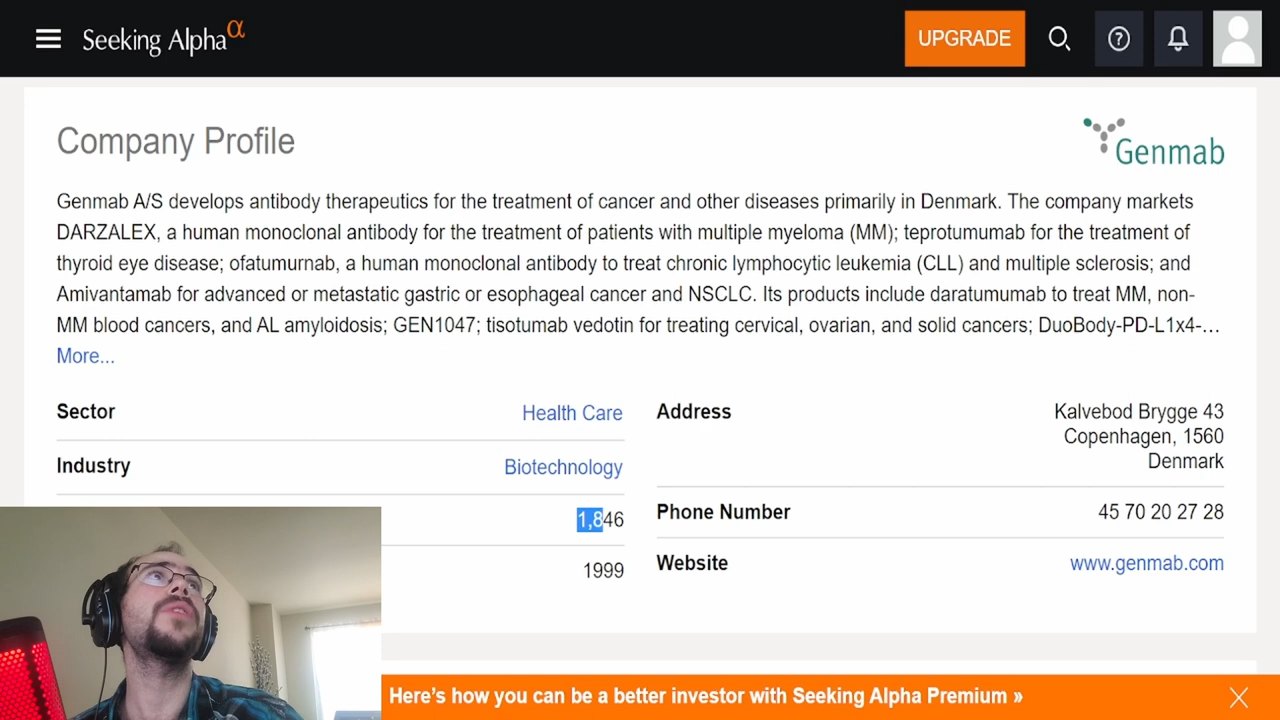 Seeking Alphaα
UPGRADE
Company Profile
Genmab
Genmab A/S develops antibody therapeutics for the treatment of cancer and other diseases primarily in Denmark. The company markets
DARZALEX, a human monoclonal antibody for the treatment of patients with multiple myeloma (MM); teprotumumab for the treatment of
thyroid eye disease; ofatumurnab, a human monoclonal antibody to treat chronic lymphocytic leukemia (CLL) and multiple sclerosis; and
Amivantamab for advanced or metastatic gastric or esophageal cancer and NSCLC. Its products include daratumumab to treat MM, non-
MM blood cancers, and AL amyloidosis; GEN1047; tisotumab vedotin for treating cervical, ovarian, and solid cancers; DuoBody-PD-L1x4-...
More...
Sector Health Care
Industry Biotechnology
1,846
1999
Address Kalvebod Brygge 43
Copenhagen, 1560
Denmark
Phone Number 45 70 20 27 28
Website www.genmab.com
Here's how you can be a better investor with Seeking Alpha Premium »